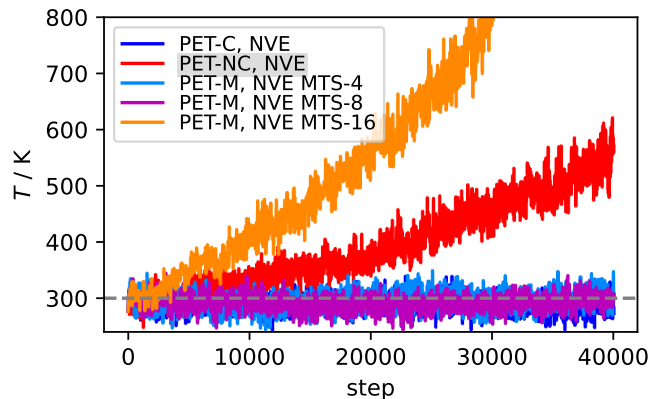 800
700
600
500
400
300
T / K
PET-C, NVE
PET-NC, NVE
PET-M, NVE MTS-4
PET-M, NVE MTS-8
PET-M, NVE MTS-16
0 10000 20000 30000 40000
step